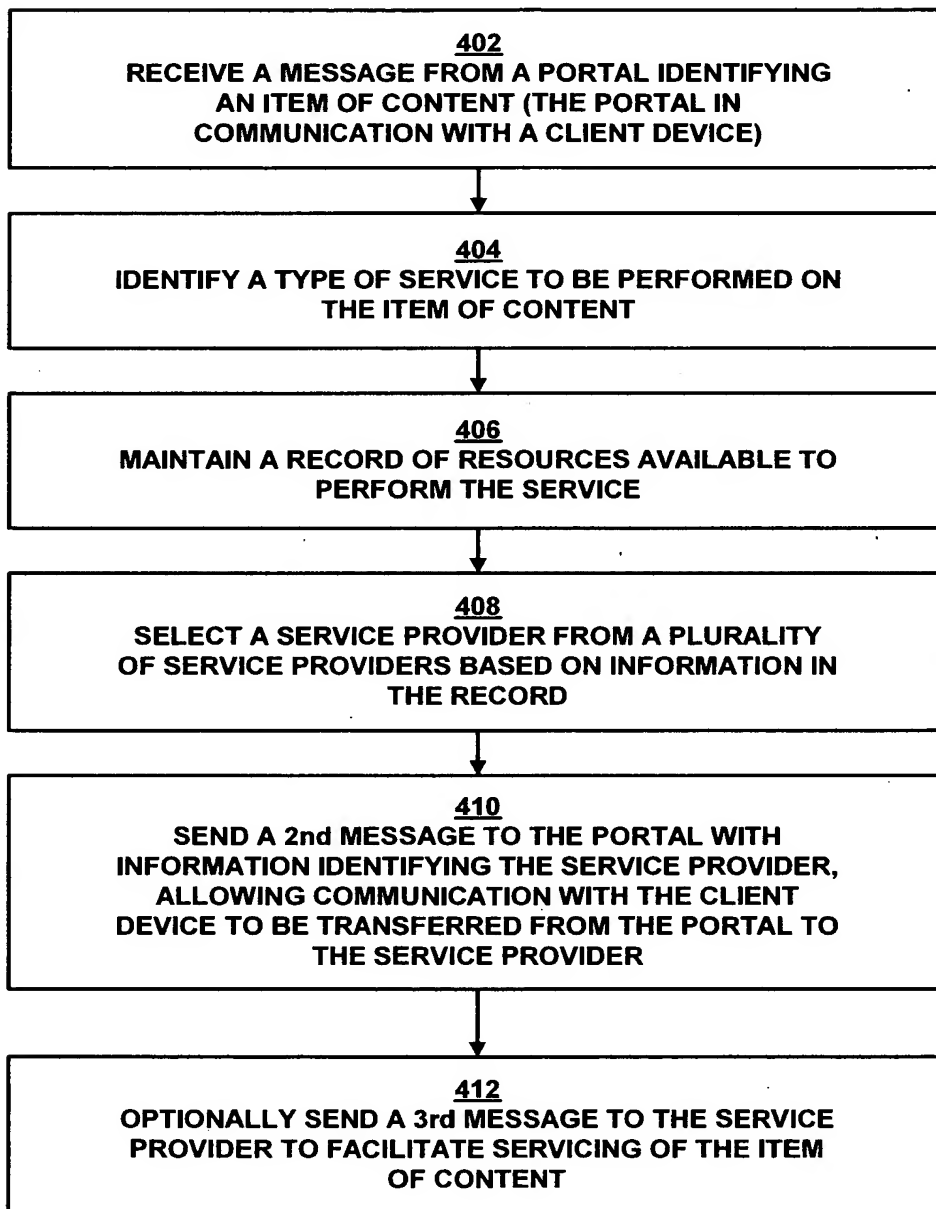 402
RECEIVE A MESSAGE FROM A PORTAL IDENTIFYING
AN ITEM OF CONTENT (THE PORTAL IN
COMMUNICATION WITH A CLIENT DEVICE)
404
IDENTIFY A TYPE OF SERVICE TO BE PERFORMED ON
THE ITEM OF CONTENT
406
MAINTAIN A RECORD OF RESOURCES AVAILABLE TO
PERFORM THE SERVICE
408
SELECT A SERVICE PROVIDER FROM A PLURALITY
OF SERVICE PROVIDERS BASED ON INFORMATION IN
THE RECORD
410
SEND A 2nd MESSAGE TO THE PORTAL WITH
INFORMATION IDENTIFYING THE SERVICE PROVIDER,
ALLOWING COMMUNICATION WITH THE CLIENT
DEVICE TO BE TRANSFERRED FROM THE PORTAL TO
THE SERVICE PROVIDER
412
OPTIONALLY SEND A 3rd MESSAGE TO THE SERVICE
PROVIDER TO FACILITATE SERVICING OF THE ITEM
OF CONTENT